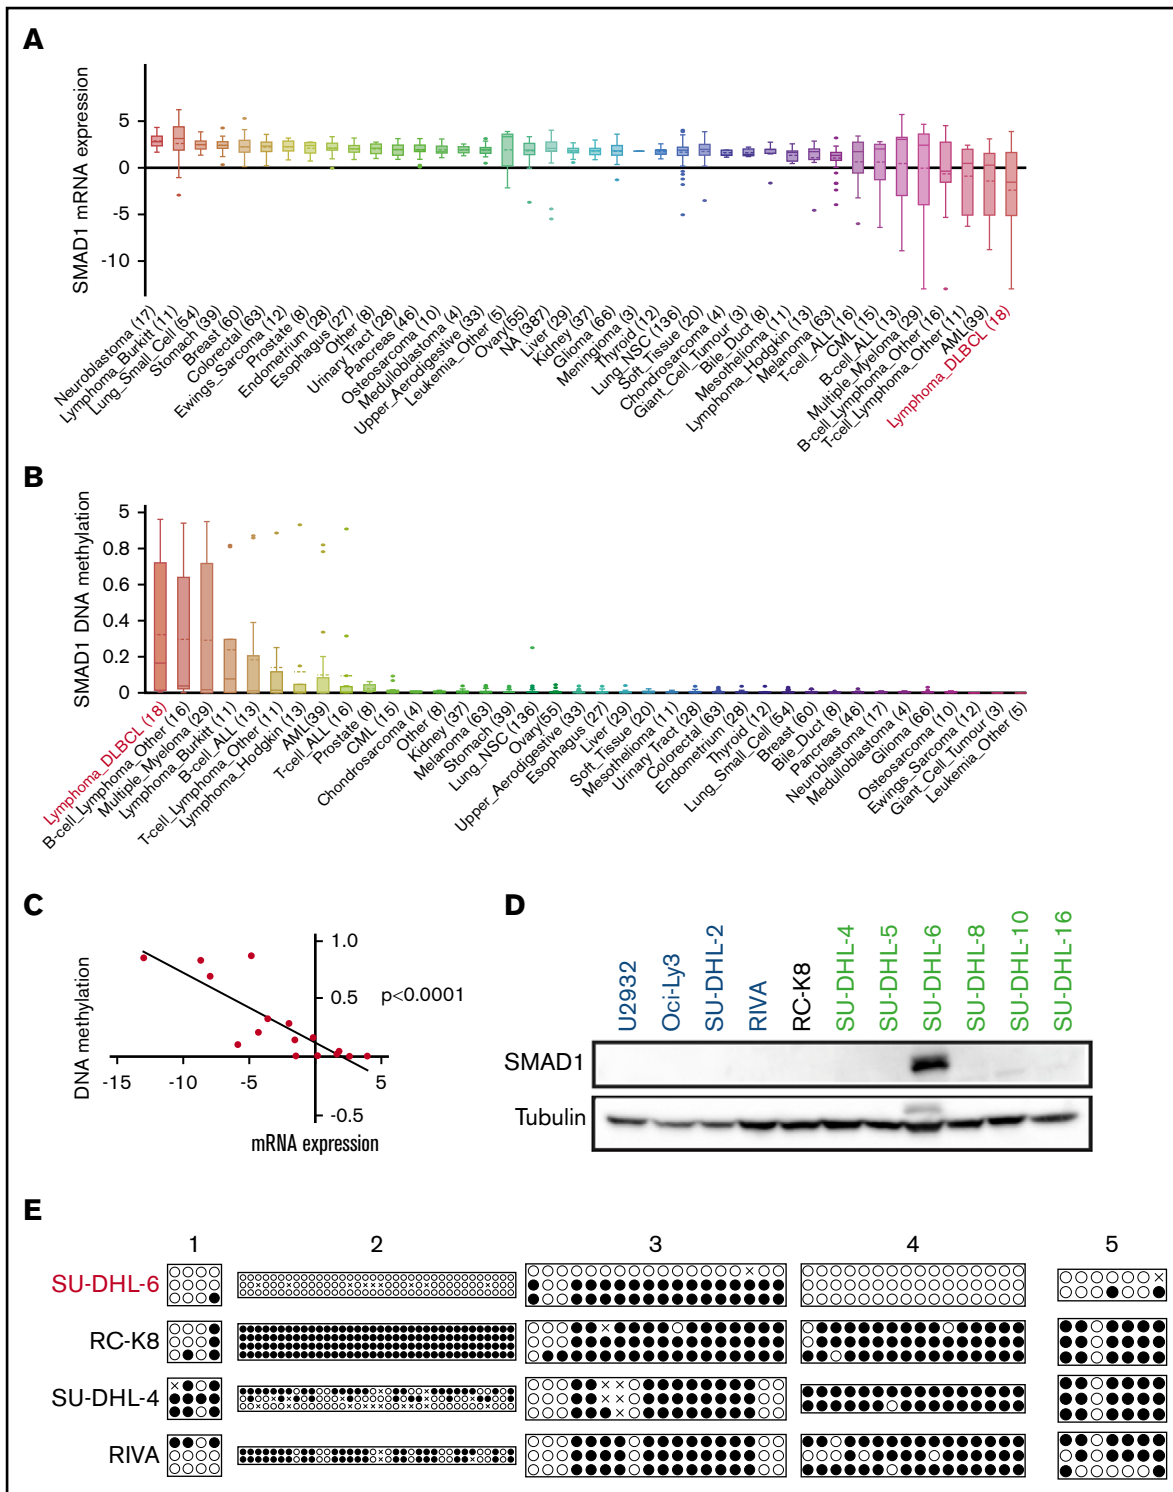 A
SMAD1 mRNA expression
5
0
-5
-10
Neuroblastoma (17)
Lymphoma_Burkitt (11)
Lung_Small_Cell (54)
Stomach (39)
Breast (60)
Colorectal (63)
Ewings_Sarcoma (12)
Prostate (8)
Endometrium (28)
Esophagus (27)
Other (8)
Urinary Tract (28)
Pancreas (46)
Osteosarcoma (10)
Medulloblastoma (4)
Upper_Aerodigestive (33)
Leukemia_Other (5)
Ovary(55)
NA (387)
Liver (29)
Kidney (37)
Glioma (66)
Meningioma (3)
Thyroid (12)
Lung_NSC (136)
Soft_Tissue (20)
Chondrosarcoma (4)
Giant_Cell_Tumour (3)
Bile_Duct (8)
Mesothelioma (11)
Lymphoma_Hodgkin (13)
Melanoma (63)
T-cell_ALL (16)
CML (15)
B-cell_ALL (13)
Multiple_Myeloma (29)
B-cell_Lymphoma_Other (16)
T-cell_Lymphoma_Other (11)
AML(39)
Lymphoma_DLBCL (18)
B
SMAD1 DNA methylation
5
0.8
0.6
0.4
0.2
0
Lymphoma_DLBCL (18)
B-cell_Lymphoma_Other (16)
Multiple_Myeloma (29)
Lymphoma_Burkitt (11)
B-cell_ALL (13)
T-cell_Lymphoma_Other (11)
Lymphoma_Hodgkin (13)
AML(39)
T-cell_ALL (16)
Prostate (8)
CML (15)
Chondrosarcoma (4)
Other (8)
Kidney (37)
Melanoma (63)
Stomach (39)
Lung_NSC (136)
Ovary(55)
Upper_Aerodigestive (33)
Esophagus (27)
Liver (29)
Soft_Tissue (20)
Mesothelioma (11)
Urinary Tract (28)
Colorectal (63)
Endometrium (28)
Thyroid (12)
Lung_Small_Cell (54)
Breast (60)
Bile_Duct (8)
Pancreas (46)
Neuroblastoma (17)
Medulloblastoma (4)
Glioma (66)
Osteosarcoma (10)
Ewings_Sarcoma (12)
Giant_Cell_Tumour (3)
Leukemia_Other (5)
C
DNA methylation
1.0
0.5
p<0.0001
-15
-10
-5
5
-0.5
mRNA expression
D
U2932
Oci-Ly3
SU-DHL-2
RIVA
RC-K8
SU-DHL-4
SU-DHL-5
SU-DHL-6
SU-DHL-8
SU-DHL-10
SU-DHL-16
SMAD1
Tubulin
E
1 2 3 4 5
SU-DHL-6
RC-K8
SU-DHL-4
RIVA